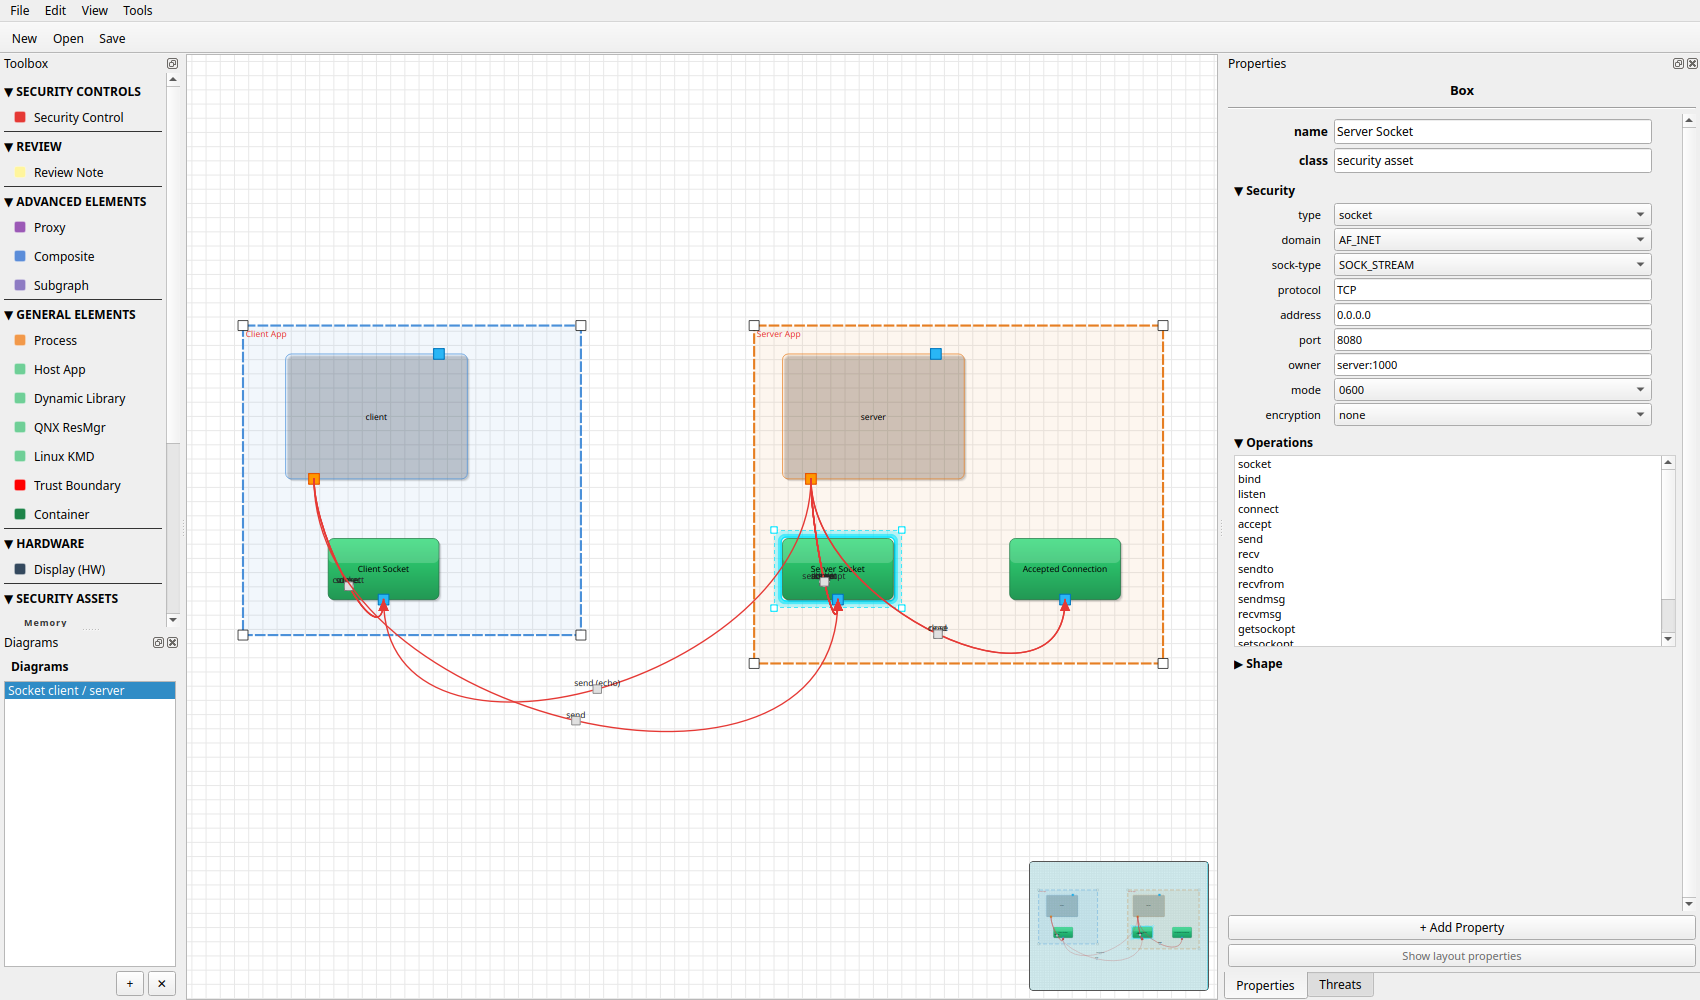 File Edit View Tools
New Open Save
Toolbox
▼ SECURITY CONTROLS
Security Control
▼ REVIEW
Review Note
▼ ADVANCED ELEMENTS
Proxy
Composite
Subgraph
▼ GENERAL ELEMENTS
Process
Host App
Dynamic Library
QNX ResMgr
Linux KMD
Trust Boundary
Container
▼ HARDWARE
Display (HW)
▼ SECURITY ASSETS
Memory
Diagrams
Diagrams
Socket client / server
+
Client App
client
Client Socket
Server App
server
Server Socket
Accepted Connection
send (echo)
send
Properties
Box
name Server Socket
class security asset
▼ Security
type socket
domain AF_INET
sock-type SOCK_STREAM
protocol TCP
address 0.0.0.0
port 8080
owner server:1000
mode 0600
encryption none
▼ Operations
socket
bind
listen
connect
accept
send
recv
sendto
recvfrom
sendmsg
recvmsg
getsockopt
setsockopt
▶ Shape
+ Add Property
Show layout properties
Properties Threats